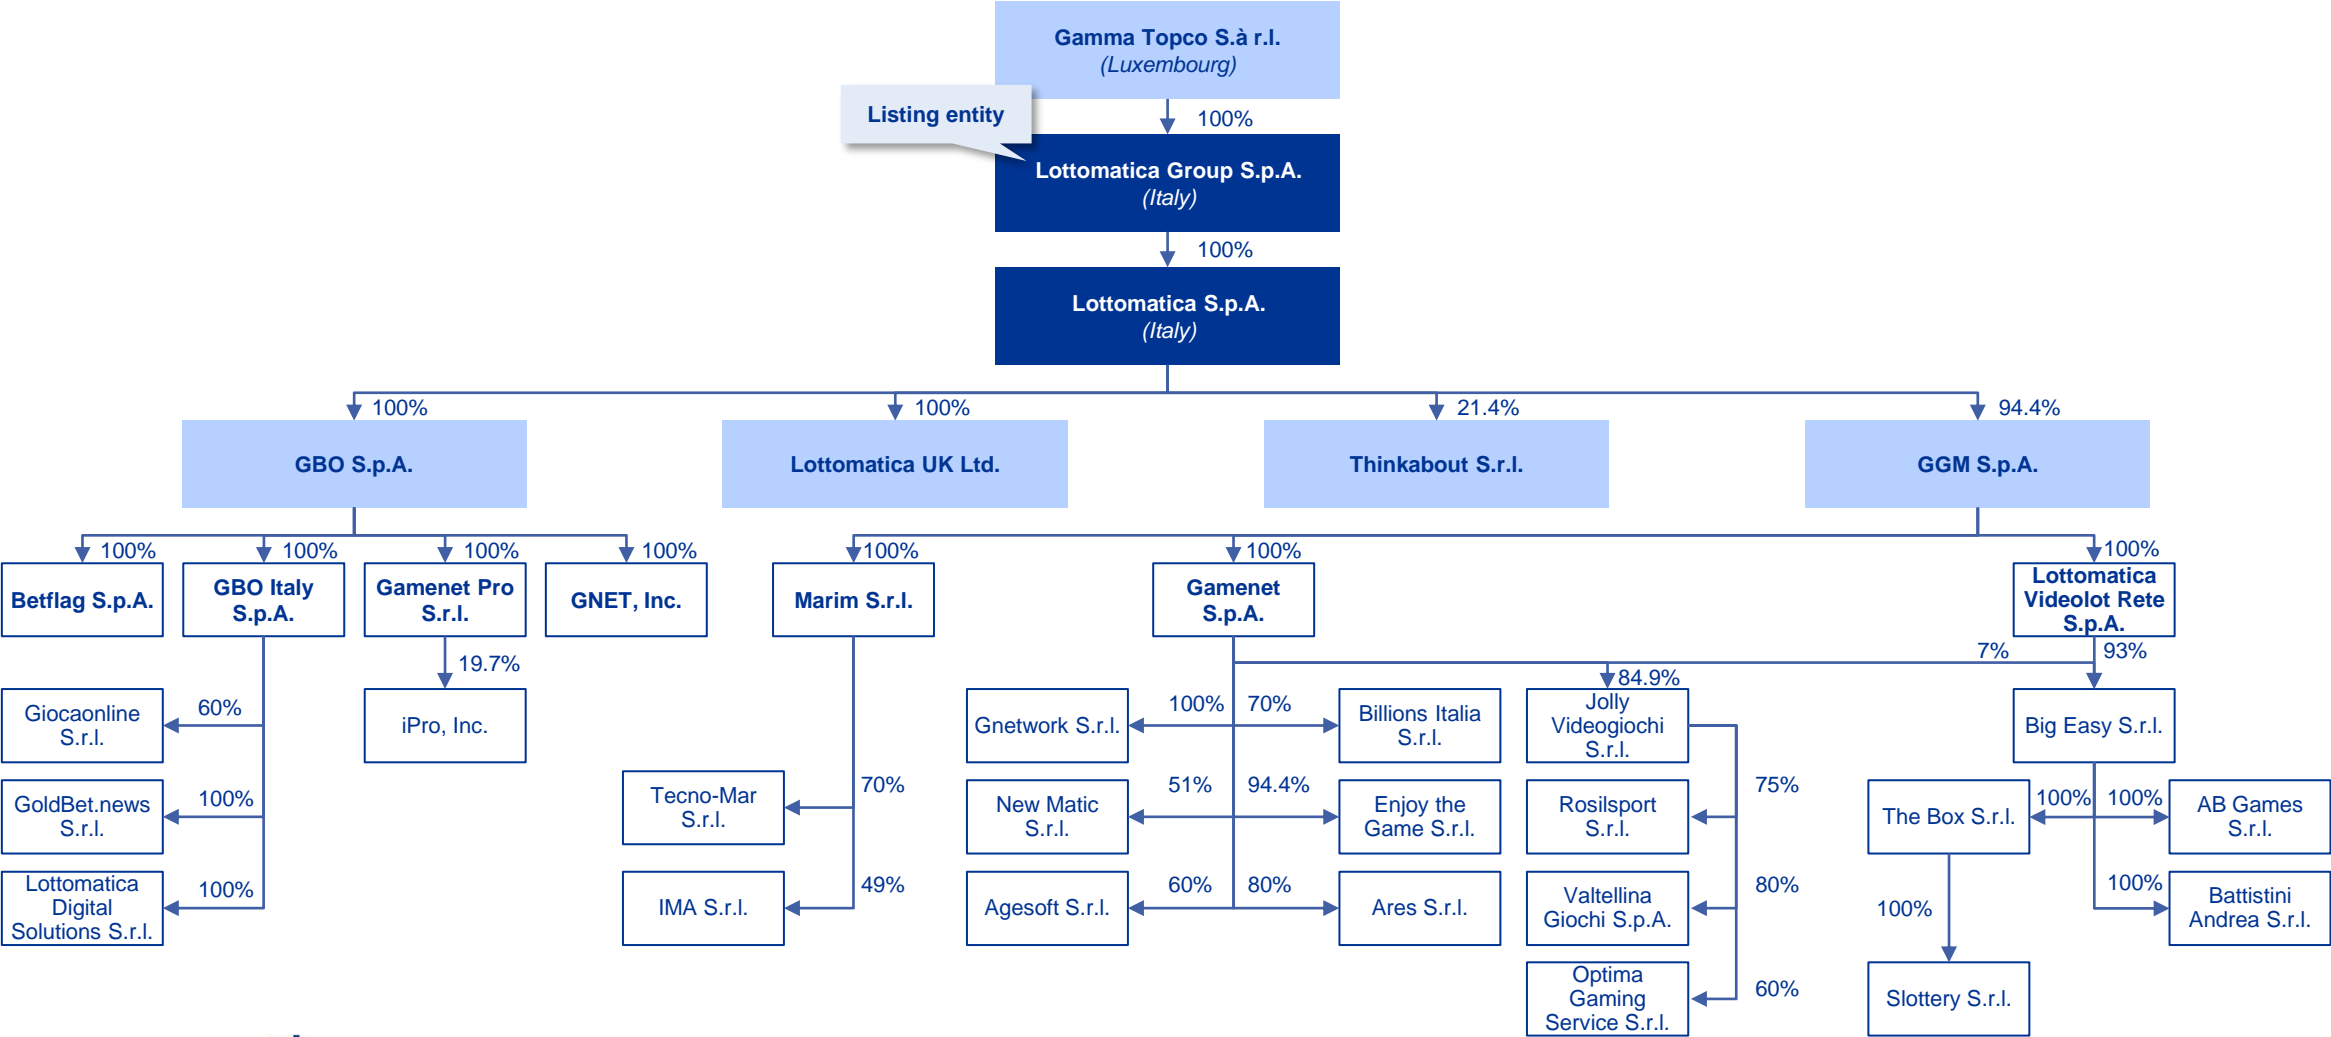 Gamma Topco S.à r.l.
(Luxembourg)
Listing entity
100%
Lottomatica Group S.p.A.
(Italy)
100%
Lottomatica S.p.A.
(Italy)
100%
100%
21.4%
94.4%
GBO S.p.A.
Lottomatica UK Ltd.
Thinkabout S.r.l.
GGM S.p.A.
100%
100%
100%
100%
100%
100%
100%
Betflag S.p.A.
GBO Italy
S.p.A.
Gamenet Pro
S.r.l.
GNET, Inc.
Marim S.r.l.
Gamenet
S.p.A.
Lottomatica
Videolot Rete
S.p.A.
19.7%
7%
93%
84.9%
Giocaonline
S.r.l.
60%
iPro, Inc.
Gnetwork S.r.l.
100%
70%
Billions Italia
S.r.l.
Jolly
Videogiochi
S.r.l.
Big Easy S.r.l.
GoldBet.news
S.r.l.
100%
Tecno-Mar
S.r.l.
70%
New Matic
S.r.l.
51%
94.4%
Enjoy the
Game S.r.l.
Rosilsport
S.r.l.
75%
The Box S.r.l.
100%
100%
AB Games
S.r.l.
Lottomatica
Digital
Solutions S.r.l.
100%
IMA S.r.l.
49%
Agesoft S.r.l.
60%
80%
Ares S.r.l.
Valtellina
Giochi S.p.A.
80%
100%
100%
Battistini
Andrea S.r.l.
Optima
Gaming
Service S.r.l.
60%
Slottery S.r.l.